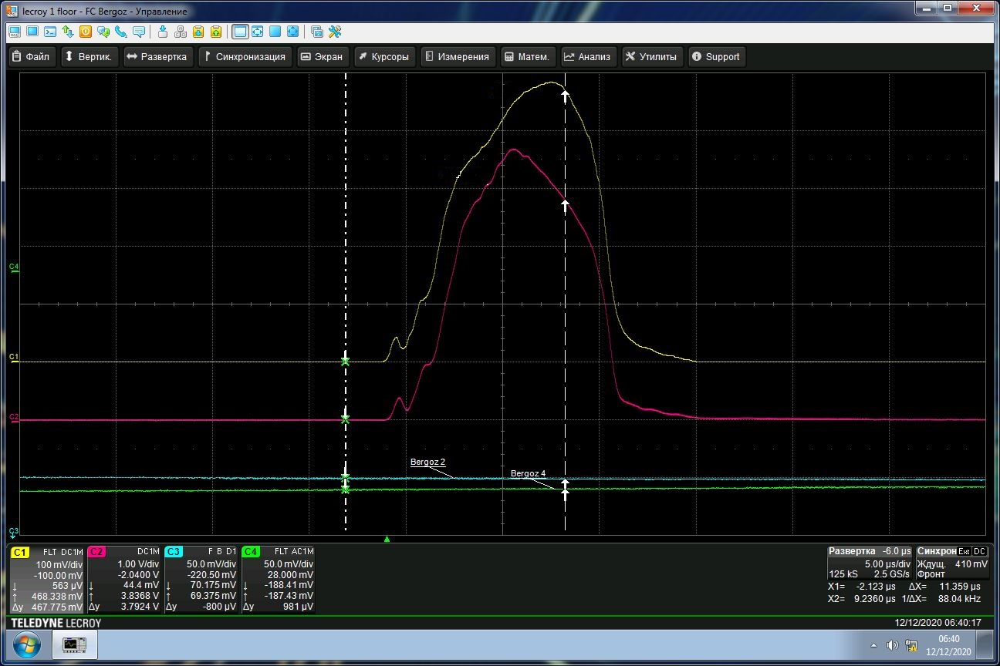 lecroy 1 floor - FC Bergoz - Управление
Файл Вертик. Развертка Синхронизация Экран Курсоры Измерения Матем. Анализ Утилиты Support
C4
C1
C2
Bergoz 2
Bergoz 4
C3
C1 FLT DC1M
100 mV/div
-100.00 mV
↓ 563 µV
↑ 468.338 mV
Δy 467.775 mV
C2 DC1M
1.00 V/div
-2.0400 V
↓ 44.4 mV
↑ 3.8368 V
Δy 3.7924 V
C3 F B D1
50.0 mV/div
-220.50 mV
↓ 70.175 mV
↑ 69.375 mV
Δy -800 µV
C4 FLT AC1M
50.0 mV/div
28.000 mV
↓ -188.41 mV
↑ -187.43 mV
Δy 981 µV
Развертка -6.0 µs
5.00 µs/div
125 kS 2.5 GS/s
Синхрон Ext DC
Ждущ. 410 mV
Фронт
X1= -2.123 µs ΔX= 11.359 µs
X2= 9.2360 µs 1/ΔX= 88.04 kHz
TELEDYNE LECROY
12/12/2020 06:40:17
06:40
12/12/2020